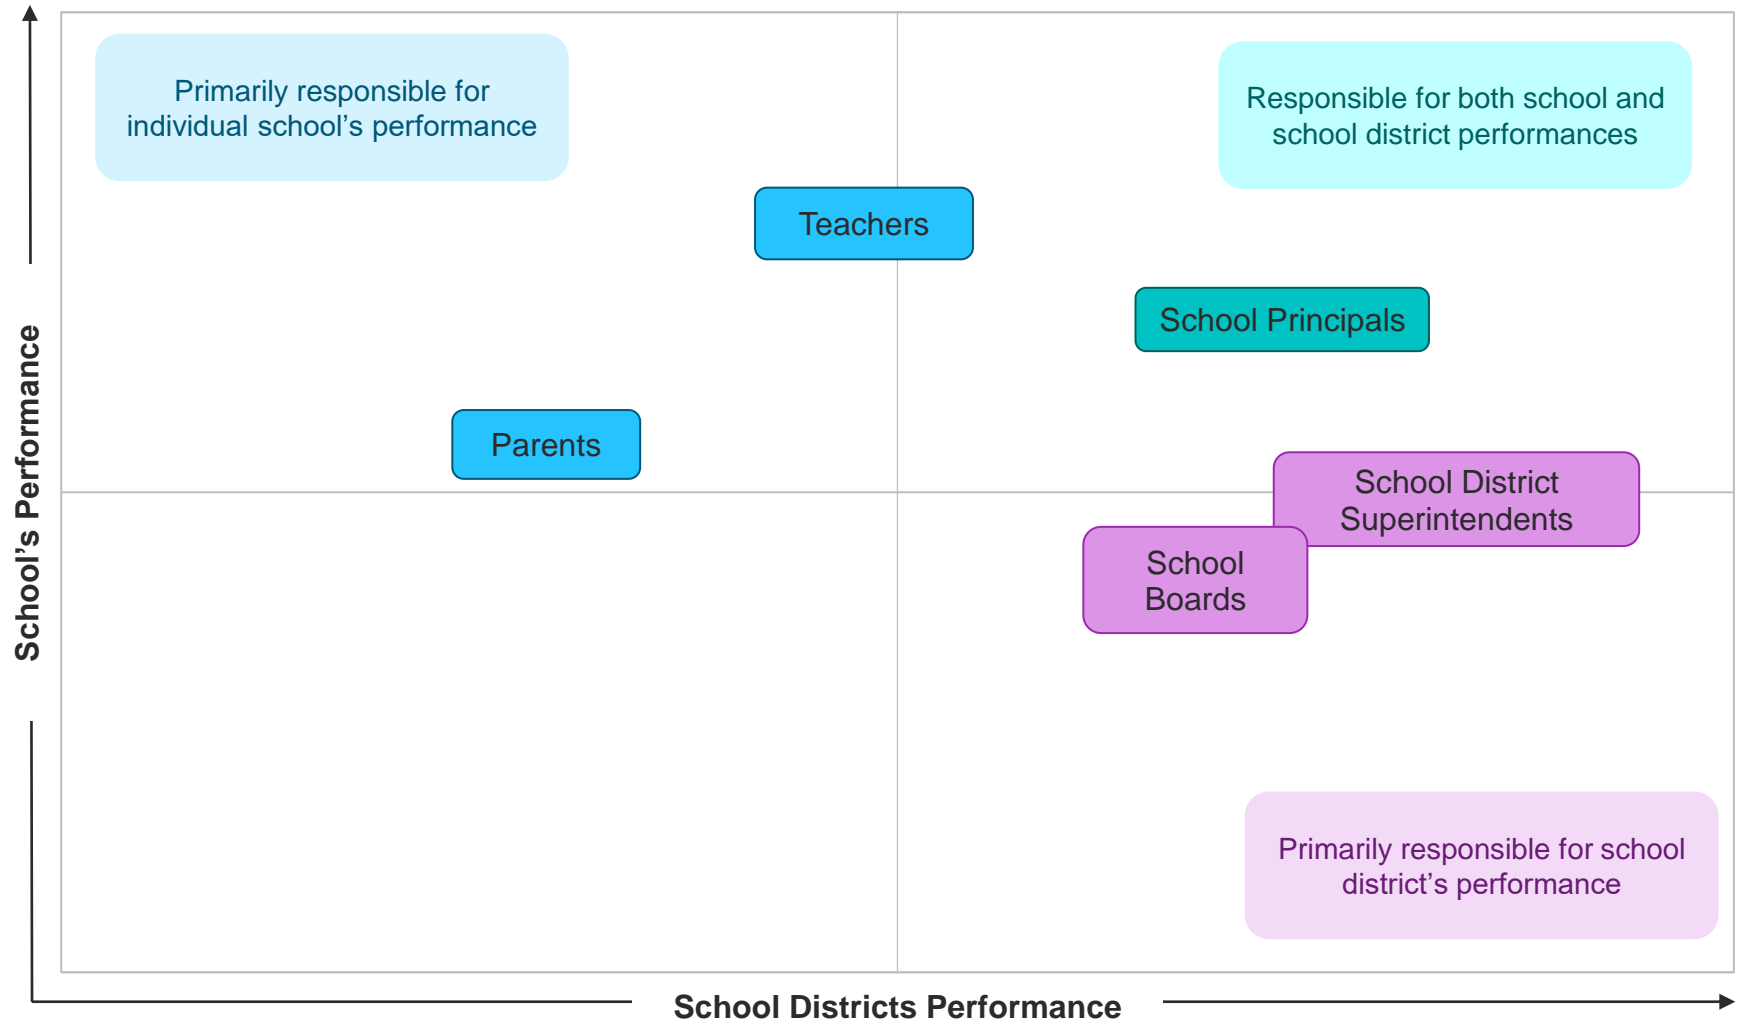 Primarily responsible for
individual school’s performance
Responsible for both school and
school district performances
Teachers
School Principals
Parents
School District
Superintendents
School
Boards
Primarily responsible for school
district’s performance
School’s Performance
School Districts Performance